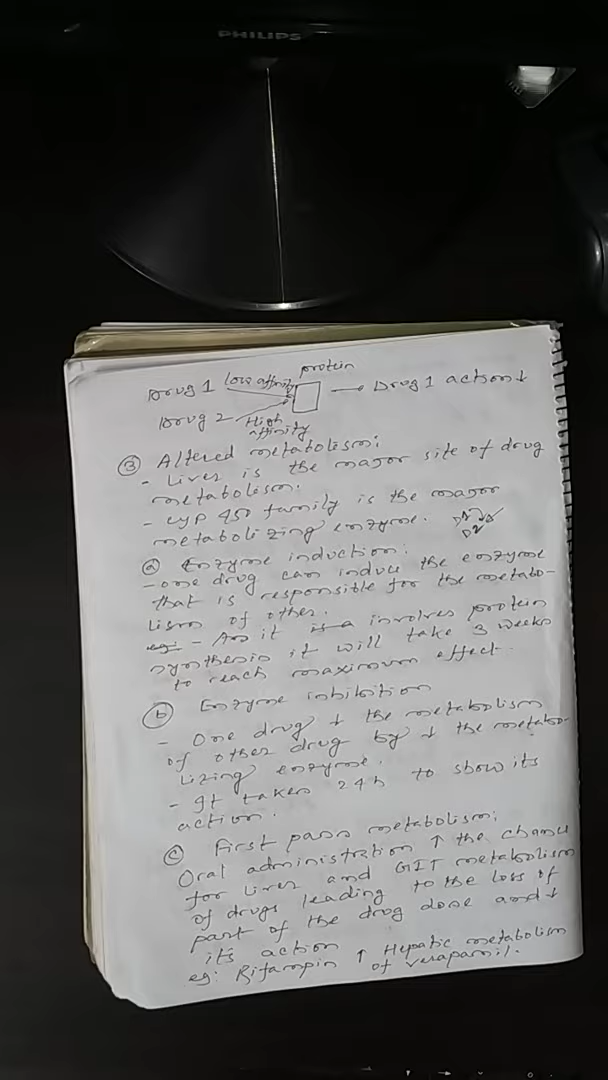 PHILIPS
protein
Drug 1 low affinity → Drug 1 action ↓
Drug 2 High
affinity
③ Altered metabolism:
- Liver is the major site of drug
metabolism.
- cyp 450 family is the major
metabolizing enzyme.
ⓐ Enzyme induction:
- one drug can induce the enzyme
that is responsible for the metabo-
lism of other.
eg: - As it is a involves protein
synthesis it will take 3 weeks
to reach maximum effect.
ⓑ Enzyme inhibition
- One drug ↓ the metabolism
of other drug by ↓ the metabo-
lizing enzyme.
- It takes 24h to show its
action.
ⓒ First pass metabolism:
Oral administration ↑ the chance
for liver and GIT metabolism
of drugs leading to the loss of
part of the drug dose and ↓
its action
eg: Rifampin ↑ Hepatic metabolism
of verapamil.